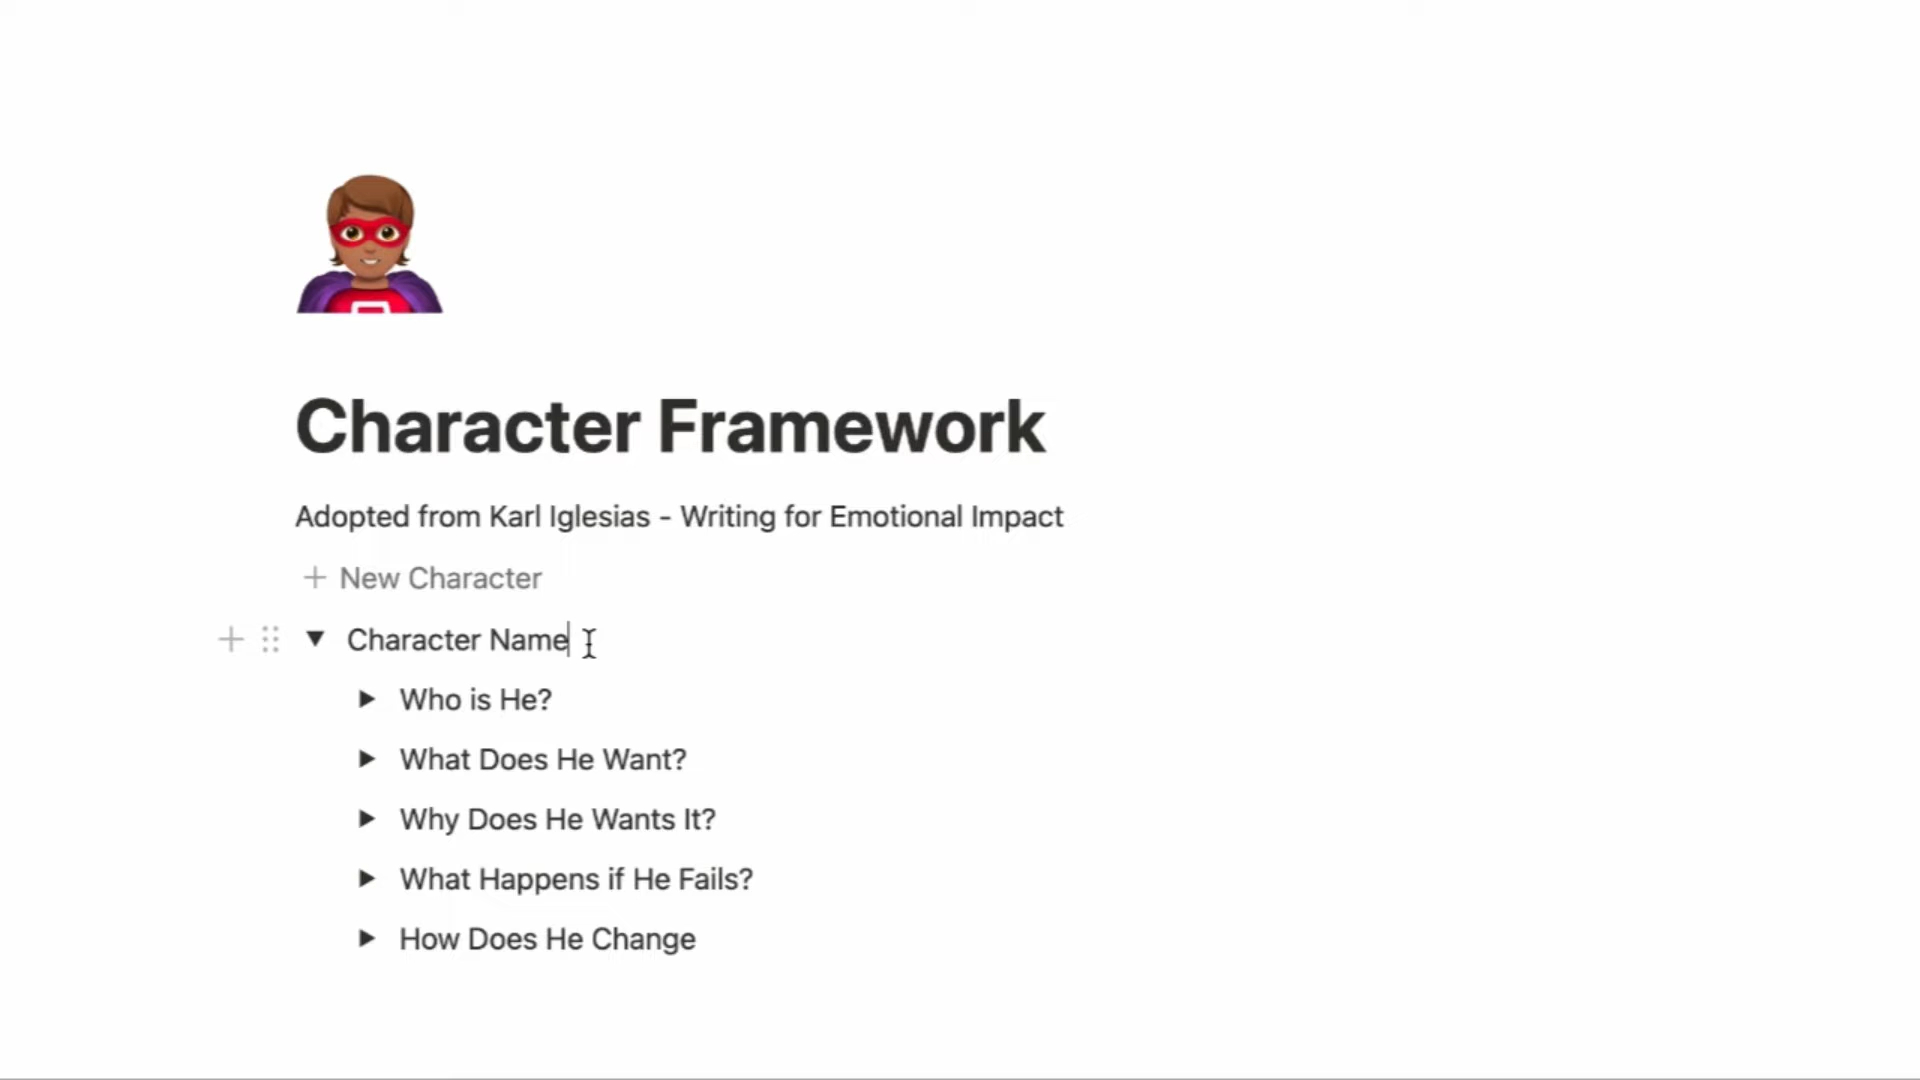 Character Framework
Adopted from Karl Iglesias - Writing for Emotional Impact
New Character
Character Name
Who is He?
What Does He Want?
Why Does He Wants It?
What Happens if He Fails?
How Does He Change